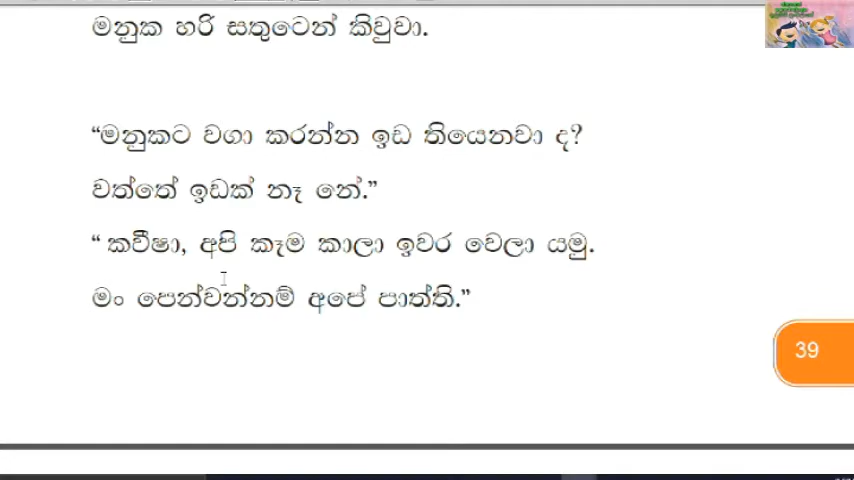 මනුක හරි සතුටෙන් කිවුවා.
“මනුකට වගා කරන්න ඉඩ තියෙනවා ද?
වත්තේ ඉඩක් නෑ නේ.”
“ කවීෂා, අපි කෑම කාලා ඉවර වෙලා යමු.
මං පෙන්වන්නම් අපේ පාත්ති.”
39